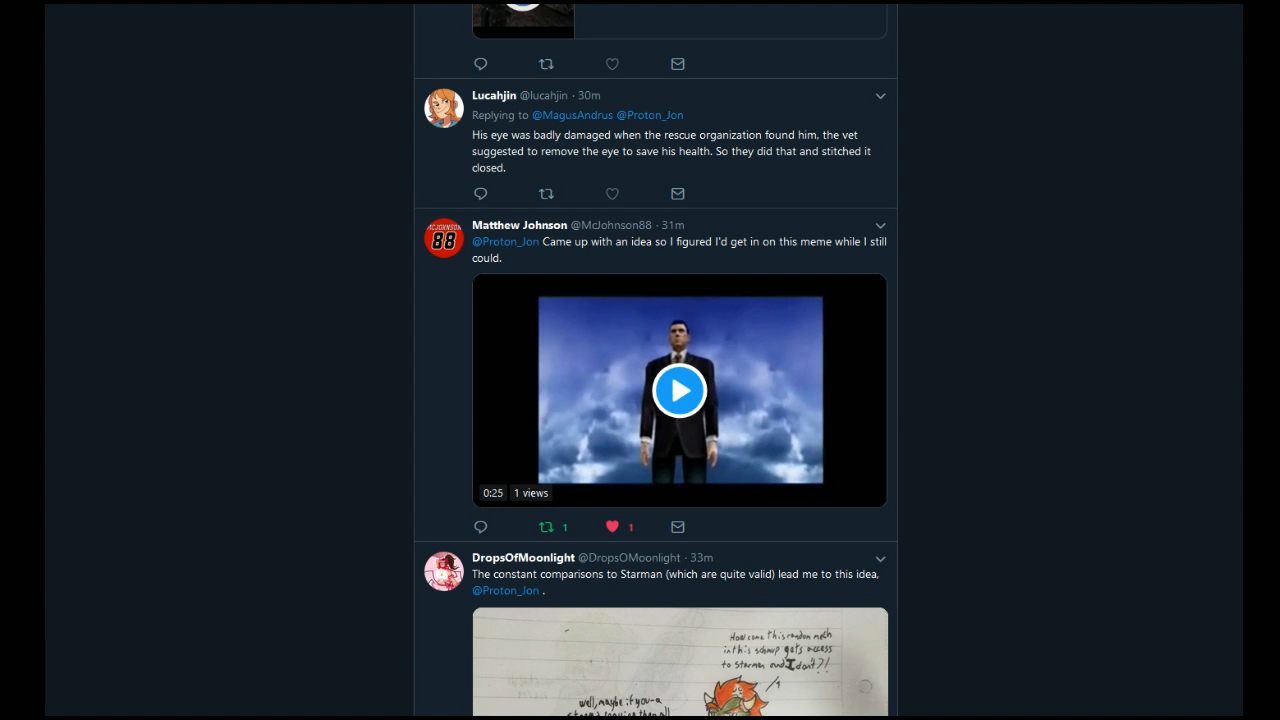 Lucahjin @lucahjin · 30m
Replying to @MagusAndrus @Proton_Jon
His eye was badly damaged when the rescue organization found him, the vet
suggested to remove the eye to save his health. So they did that and stitched it
closed.
MCJOHNSON
88
Matthew Johnson @McJohnson88 · 31m
@Proton_Jon Came up with an idea so I figured I'd get in on this meme while I still
could.
0:25 1 views
1 1
DropsOfMoonlight @DropsOMoonlight · 33m
The constant comparisons to Starman (which are quite valid) lead me to this idea,
@Proton_Jon .
How come this random mech
in this schmup gets access
to Starman and I don't?!
Well, maybe if you-a